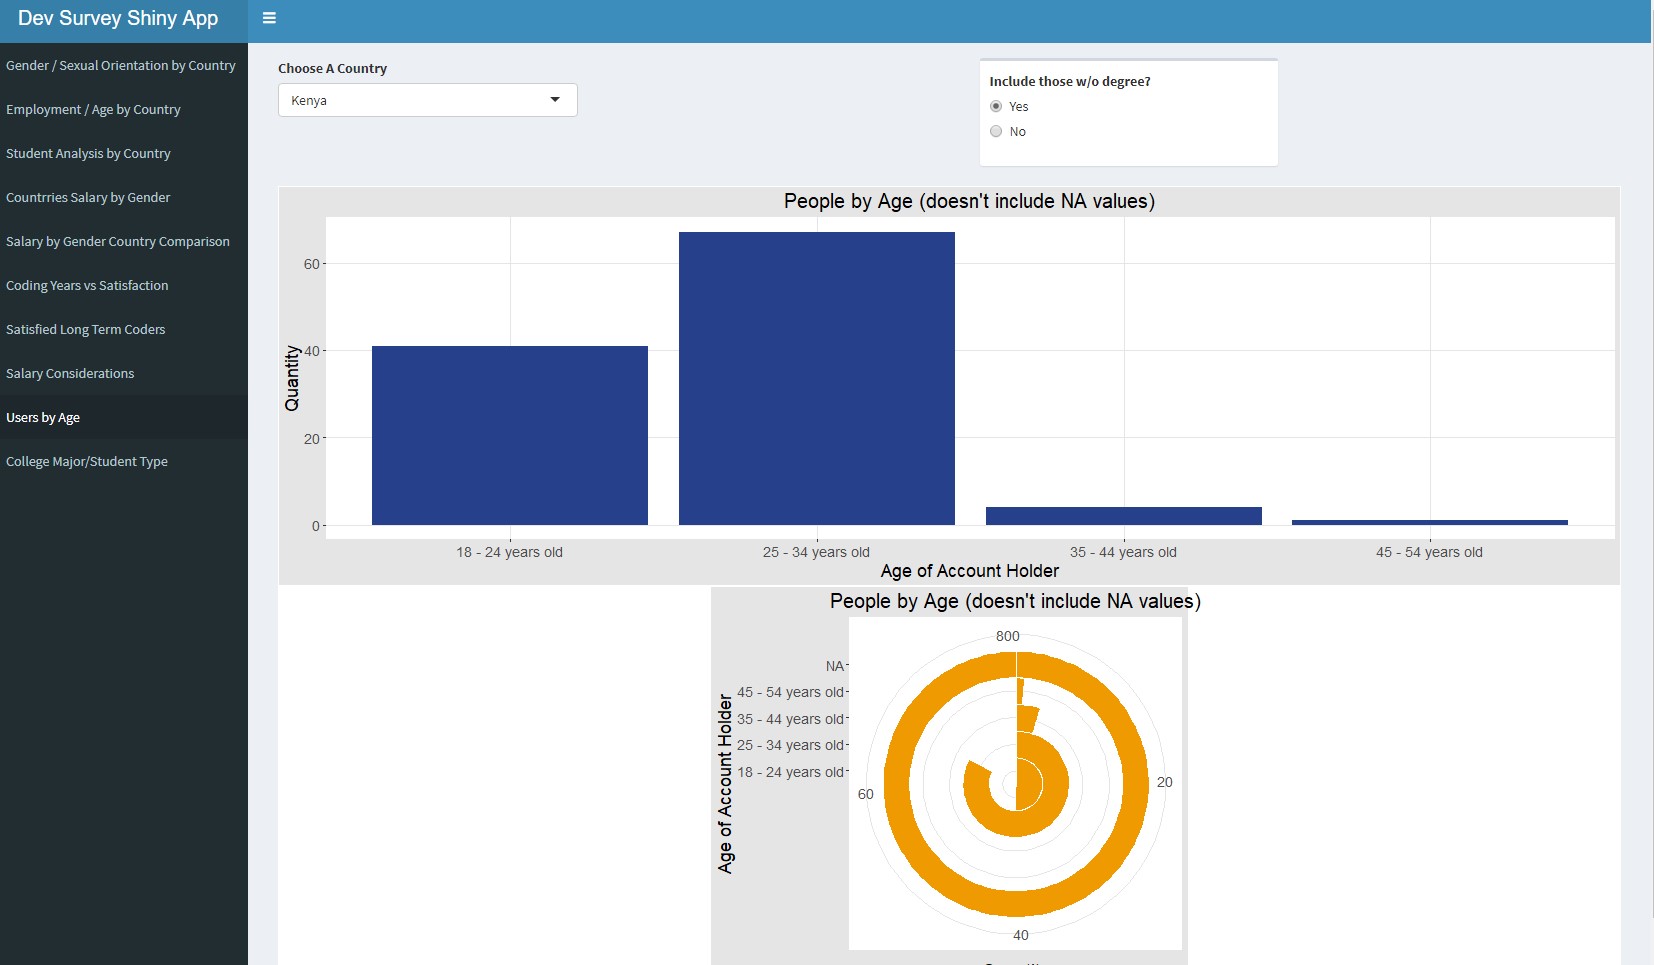 Dev Survey Shiny App
Gender / Sexual Orientation by Country
Employment / Age by Country
Student Analysis by Country
Countrries Salary by Gender
Salary by Gender Country Comparison
Coding Years vs Satisfaction
Satisfied Long Term Coders
Salary Considerations
Users by Age
College Major/Student Type
Choose A Country
Kenya
Include those w/o degree?
Yes
No
People by Age (doesn't include NA values)
Quantity
60
40
20
0
18 - 24 years old
25 - 34 years old
35 - 44 years old
45 - 54 years old
Age of Account Holder
People by Age (doesn't include NA values)
Age of Account Holder
NA
45 - 54 years old
35 - 44 years old
25 - 34 years old
18 - 24 years old
800
20
60
40